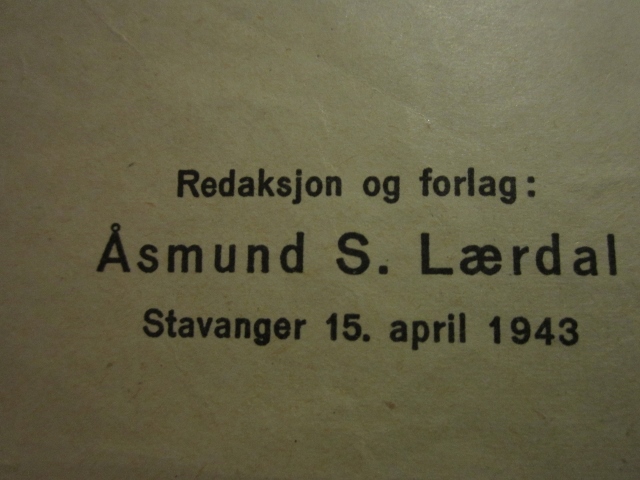 Redaksjon og forlag:
Åsmund S. Lærdal
Stavanger 15. april 1943